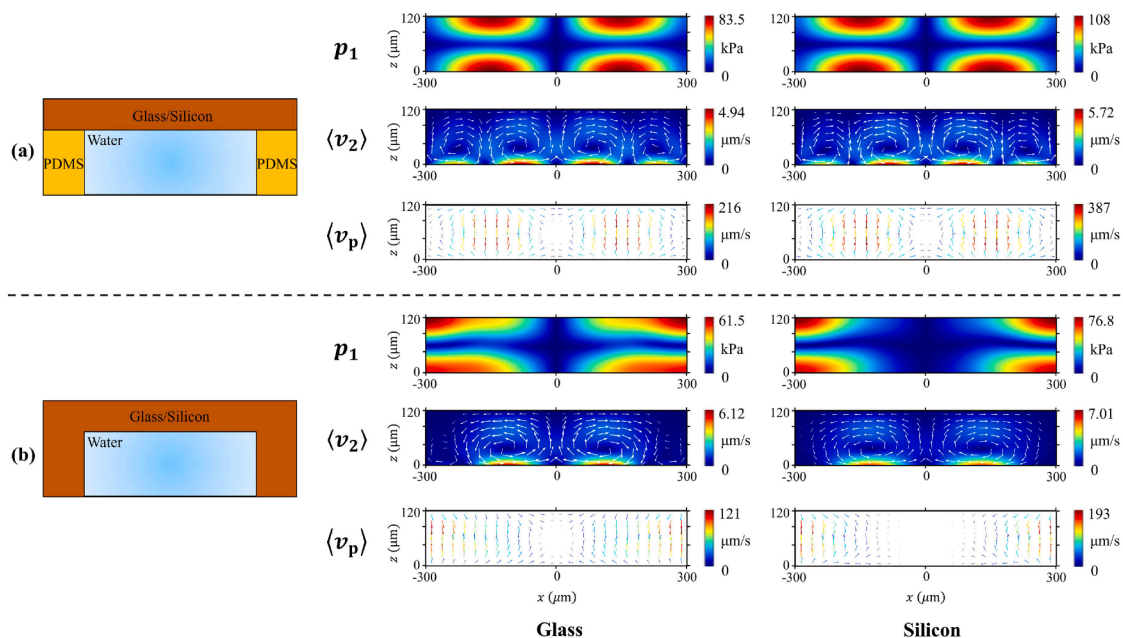 (a)
Glass/Silicon
PDMS
Water
PDMS
p₁
z (μm)
120
0
-300
0
300
83.5
kPa
0
z (μm)
120
0
-300
0
300
108
kPa
0
⟨v₂⟩
z (μm)
120
0
-300
0
300
4.94
μm/s
0
z (μm)
120
0
-300
0
300
5.72
μm/s
0
⟨vₚ⟩
z (μm)
120
0
-300
0
300
216
μm/s
0
z (μm)
120
0
-300
0
300
387
μm/s
0
(b)
Glass/Silicon
Water
p₁
z (μm)
120
0
-300
0
300
61.5
kPa
0
z (μm)
120
0
-300
0
300
76.8
kPa
0
⟨v₂⟩
z (μm)
120
0
-300
0
300
6.12
μm/s
0
z (μm)
120
0
-300
0
300
7.01
μm/s
0
⟨vₚ⟩
z (μm)
120
0
-300
0
300
121
μm/s
0
z (μm)
120
0
-300
0
300
193
μm/s
0
x (μm)
x (μm)
Glass
Silicon